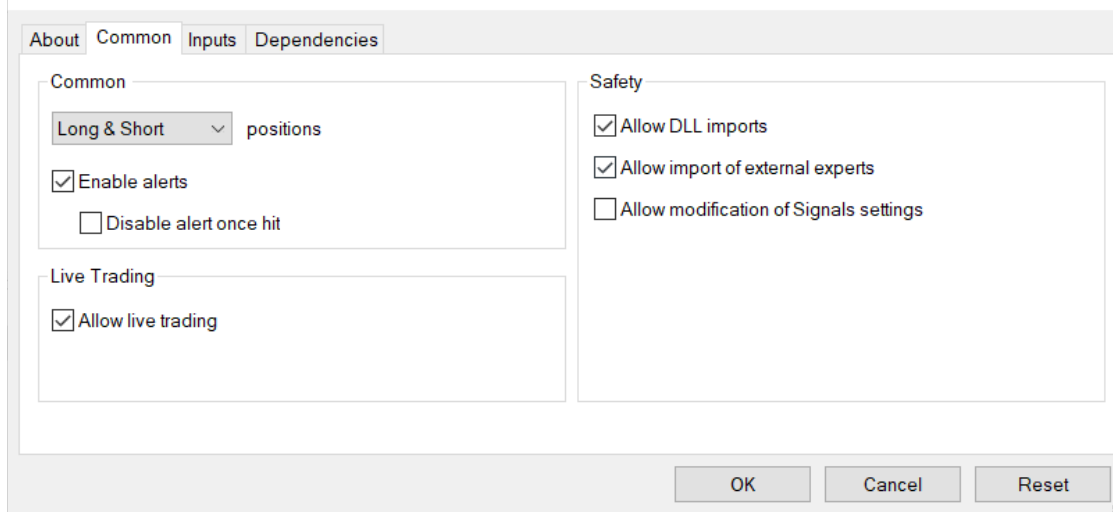 About Common Inputs Dependencies
Common
Long & Short positions
Enable alerts
Disable alert once hit
Live Trading
Allow live trading
Safety
Allow DLL imports
Allow import of external experts
Allow modification of Signals settings
OK Cancel Reset